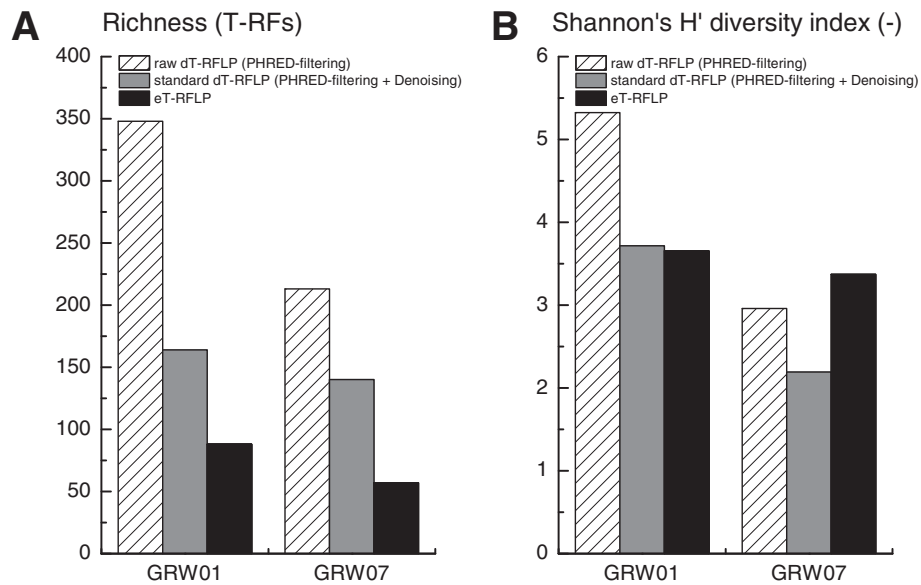 A Richness (T-RFs)
400
350
300
250
200
150
100
50
0
raw dT-RFLP (PHRED-filtering)
standard dT-RFLP (PHRED-filtering + Denoising)
eT-RFLP
GRW01 GRW07
B Shannon's H' diversity index (-)
6
5
4
3
2
1
0
raw dT-RFLP (PHRED-filtering)
standard dT-RFLP (PHRED-filtering + Denoising)
eT-RFLP
GRW01 GRW07